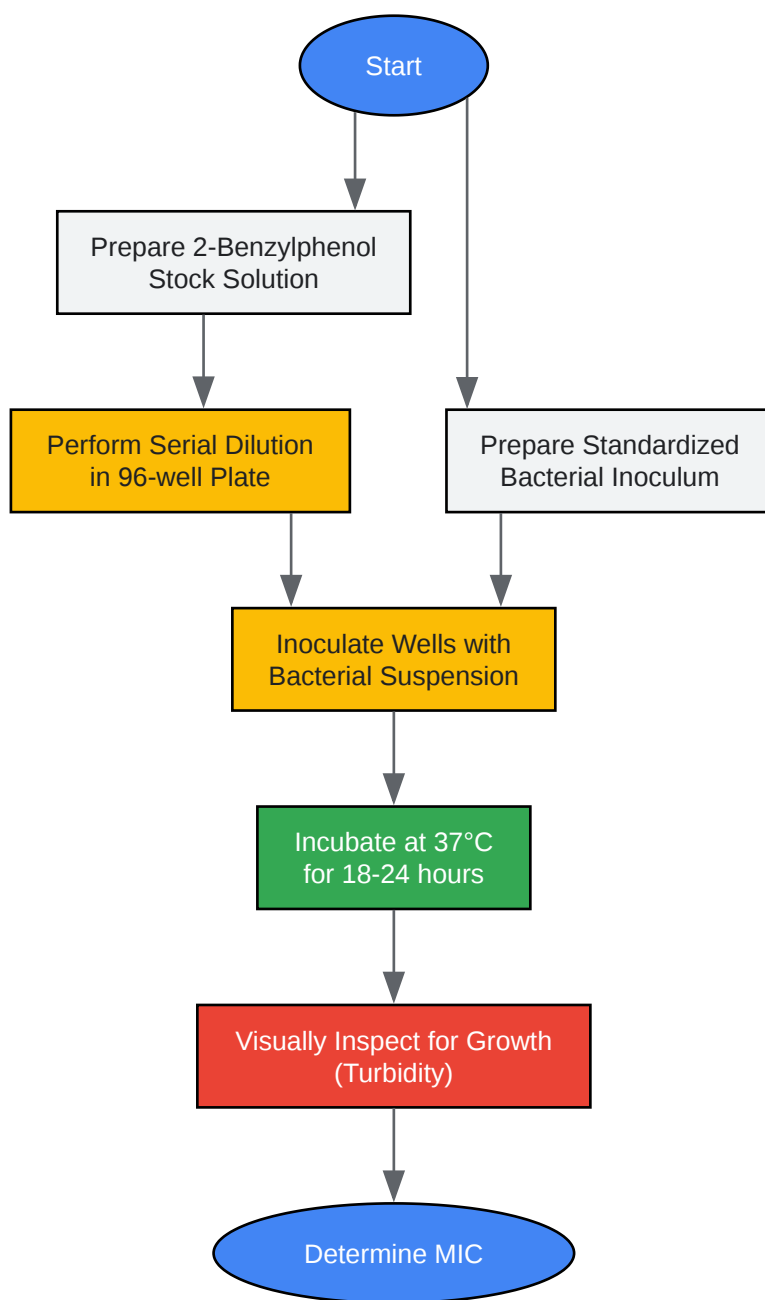 Start
Prepare 2-Benzylphenol
Stock Solution
Perform Serial Dilution
in 96-well Plate
Prepare Standardized
Bacterial Inoculum
Inoculate Wells with
Bacterial Suspension
Incubate at 37°C
for 18-24 hours
Visually Inspect for Growth
(Turbidity)
Determine MIC